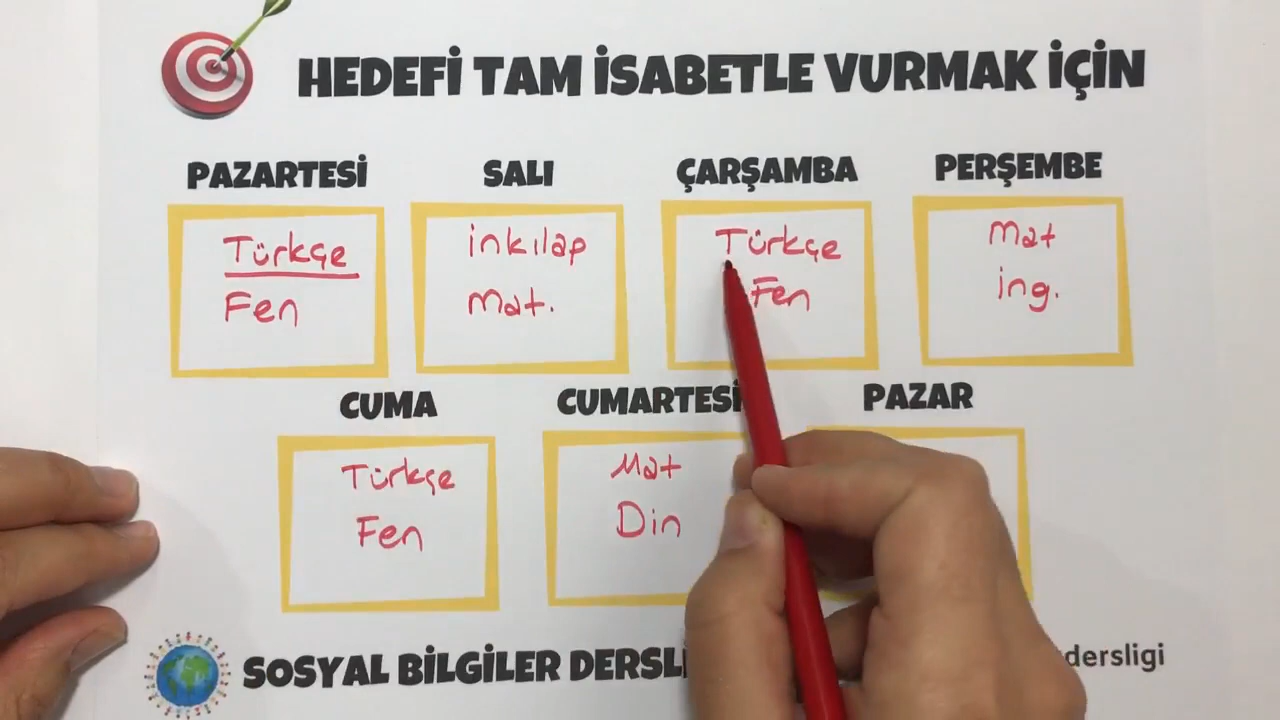 HEDEFİ TAM İSABETLE VURMAK İÇİN
PAZARTESİ
Türkçe
Fen
SALI
inkılap
Mat.
ÇARŞAMBA
Türkçe
Fen
PERŞEMBE
Mat
ing.
CUMA
Türkçe
Fen
CUMARTESİ
Mat
Din
PAZAR
SOSYAL BİLGİLER DERSL
dersligi